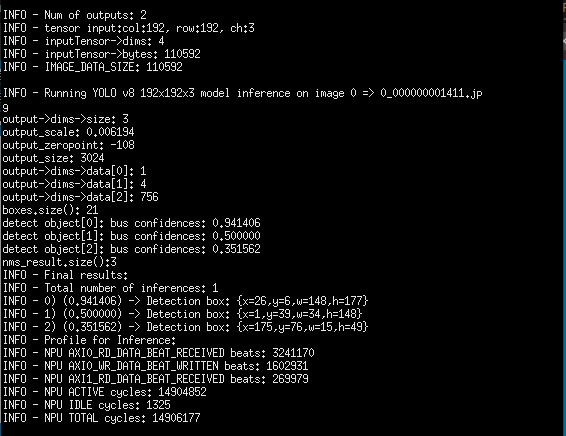 INFO - Num of outputs: 2
INFO - tensor input:col:192, row:192, ch:3
INFO - inputTensor->dims: 4
INFO - inputTensor->bytes: 110592
INFO - IMAGE_DATA_SIZE: 110592
INFO - Running YOLO v8 192x192x3 model inference on image 0 => 0_000000001411.jp
9
output->dims->size: 3
output_scale: 0.006194
output_zeropoint: -108
output_size: 3024
output->dims->data[0]: 1
output->dims->data[1]: 4
output->dims->data[2]: 756
boxes.size(): 21
detect object[0]: bus confidences: 0.941406
detect object[1]: bus confidences: 0.500000
detect object[2]: bus confidences: 0.351562
nms_result.size():3
INFO - Final results:
INFO - Total number of inferences: 1
INFO - 0) (0.941406) -> Detection box: {x=26,y=6,w=148,h=177}
INFO - 1) (0.500000) -> Detection box: {x=1,y=39,w=34,h=148}
INFO - 2) (0.351562) -> Detection box: {x=175,y=76,w=15,h=49}
INFO - Profile for Inference:
INFO - NPU AXI0_RD_DATA_BEAT_RECEIVED beats: 3241170
INFO - NPU AXI0_WR_DATA_BEAT_WRITTEN beats: 1602931
INFO - NPU AXI1_RD_DATA_BEAT_RECEIVED beats: 269979
INFO - NPU ACTIVE cycles: 14904852
INFO - NPU IDLE cycles: 1325
INFO - NPU TOTAL cycles: 14906177